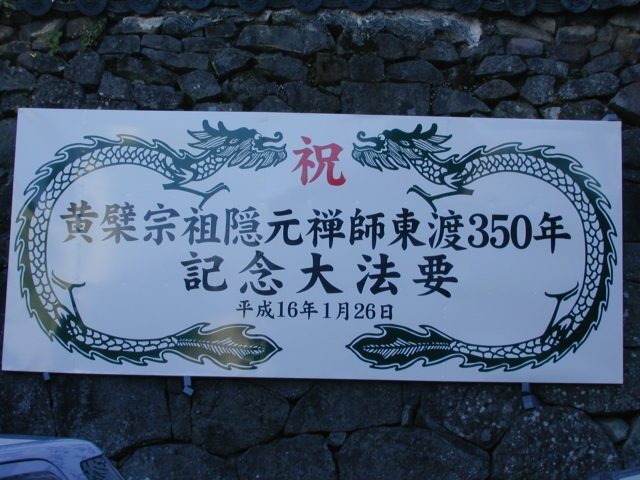 祝
黄檗宗祖隠元禅師東渡350年
記念大法要
平成16年1月26日